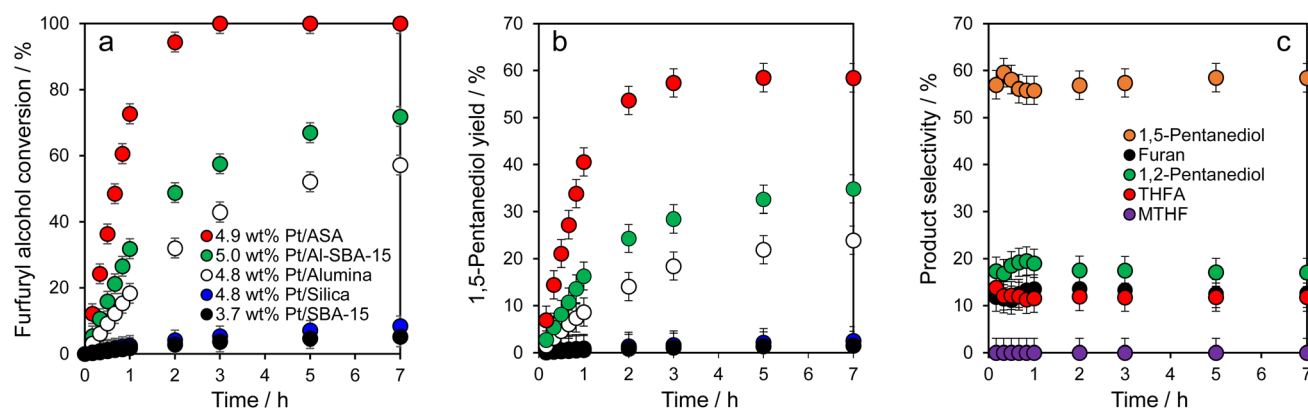 a
Furfuryl alcohol conversion / %
100
80
60
40
20
0
4.9 wt% Pt/ASA
5.0 wt% Pt/Al-SBA-15
4.8 wt% Pt/Alumina
4.8 wt% Pt/Silica
3.7 wt% Pt/SBA-15
0 1 2 3 4 5 6 7
Time / h
b
1,5-Pentanediol yield / %
70
60
50
40
30
20
10
0
0 1 2 3 4 5 6 7
Time / h
c
Product selectivity / %
70
60
50
40
30
20
10
0
1,5-Pentanediol
Furan
1,2-Pentanediol
THFA
MTHF
0 1 2 3 4 5 6 7
Time / h